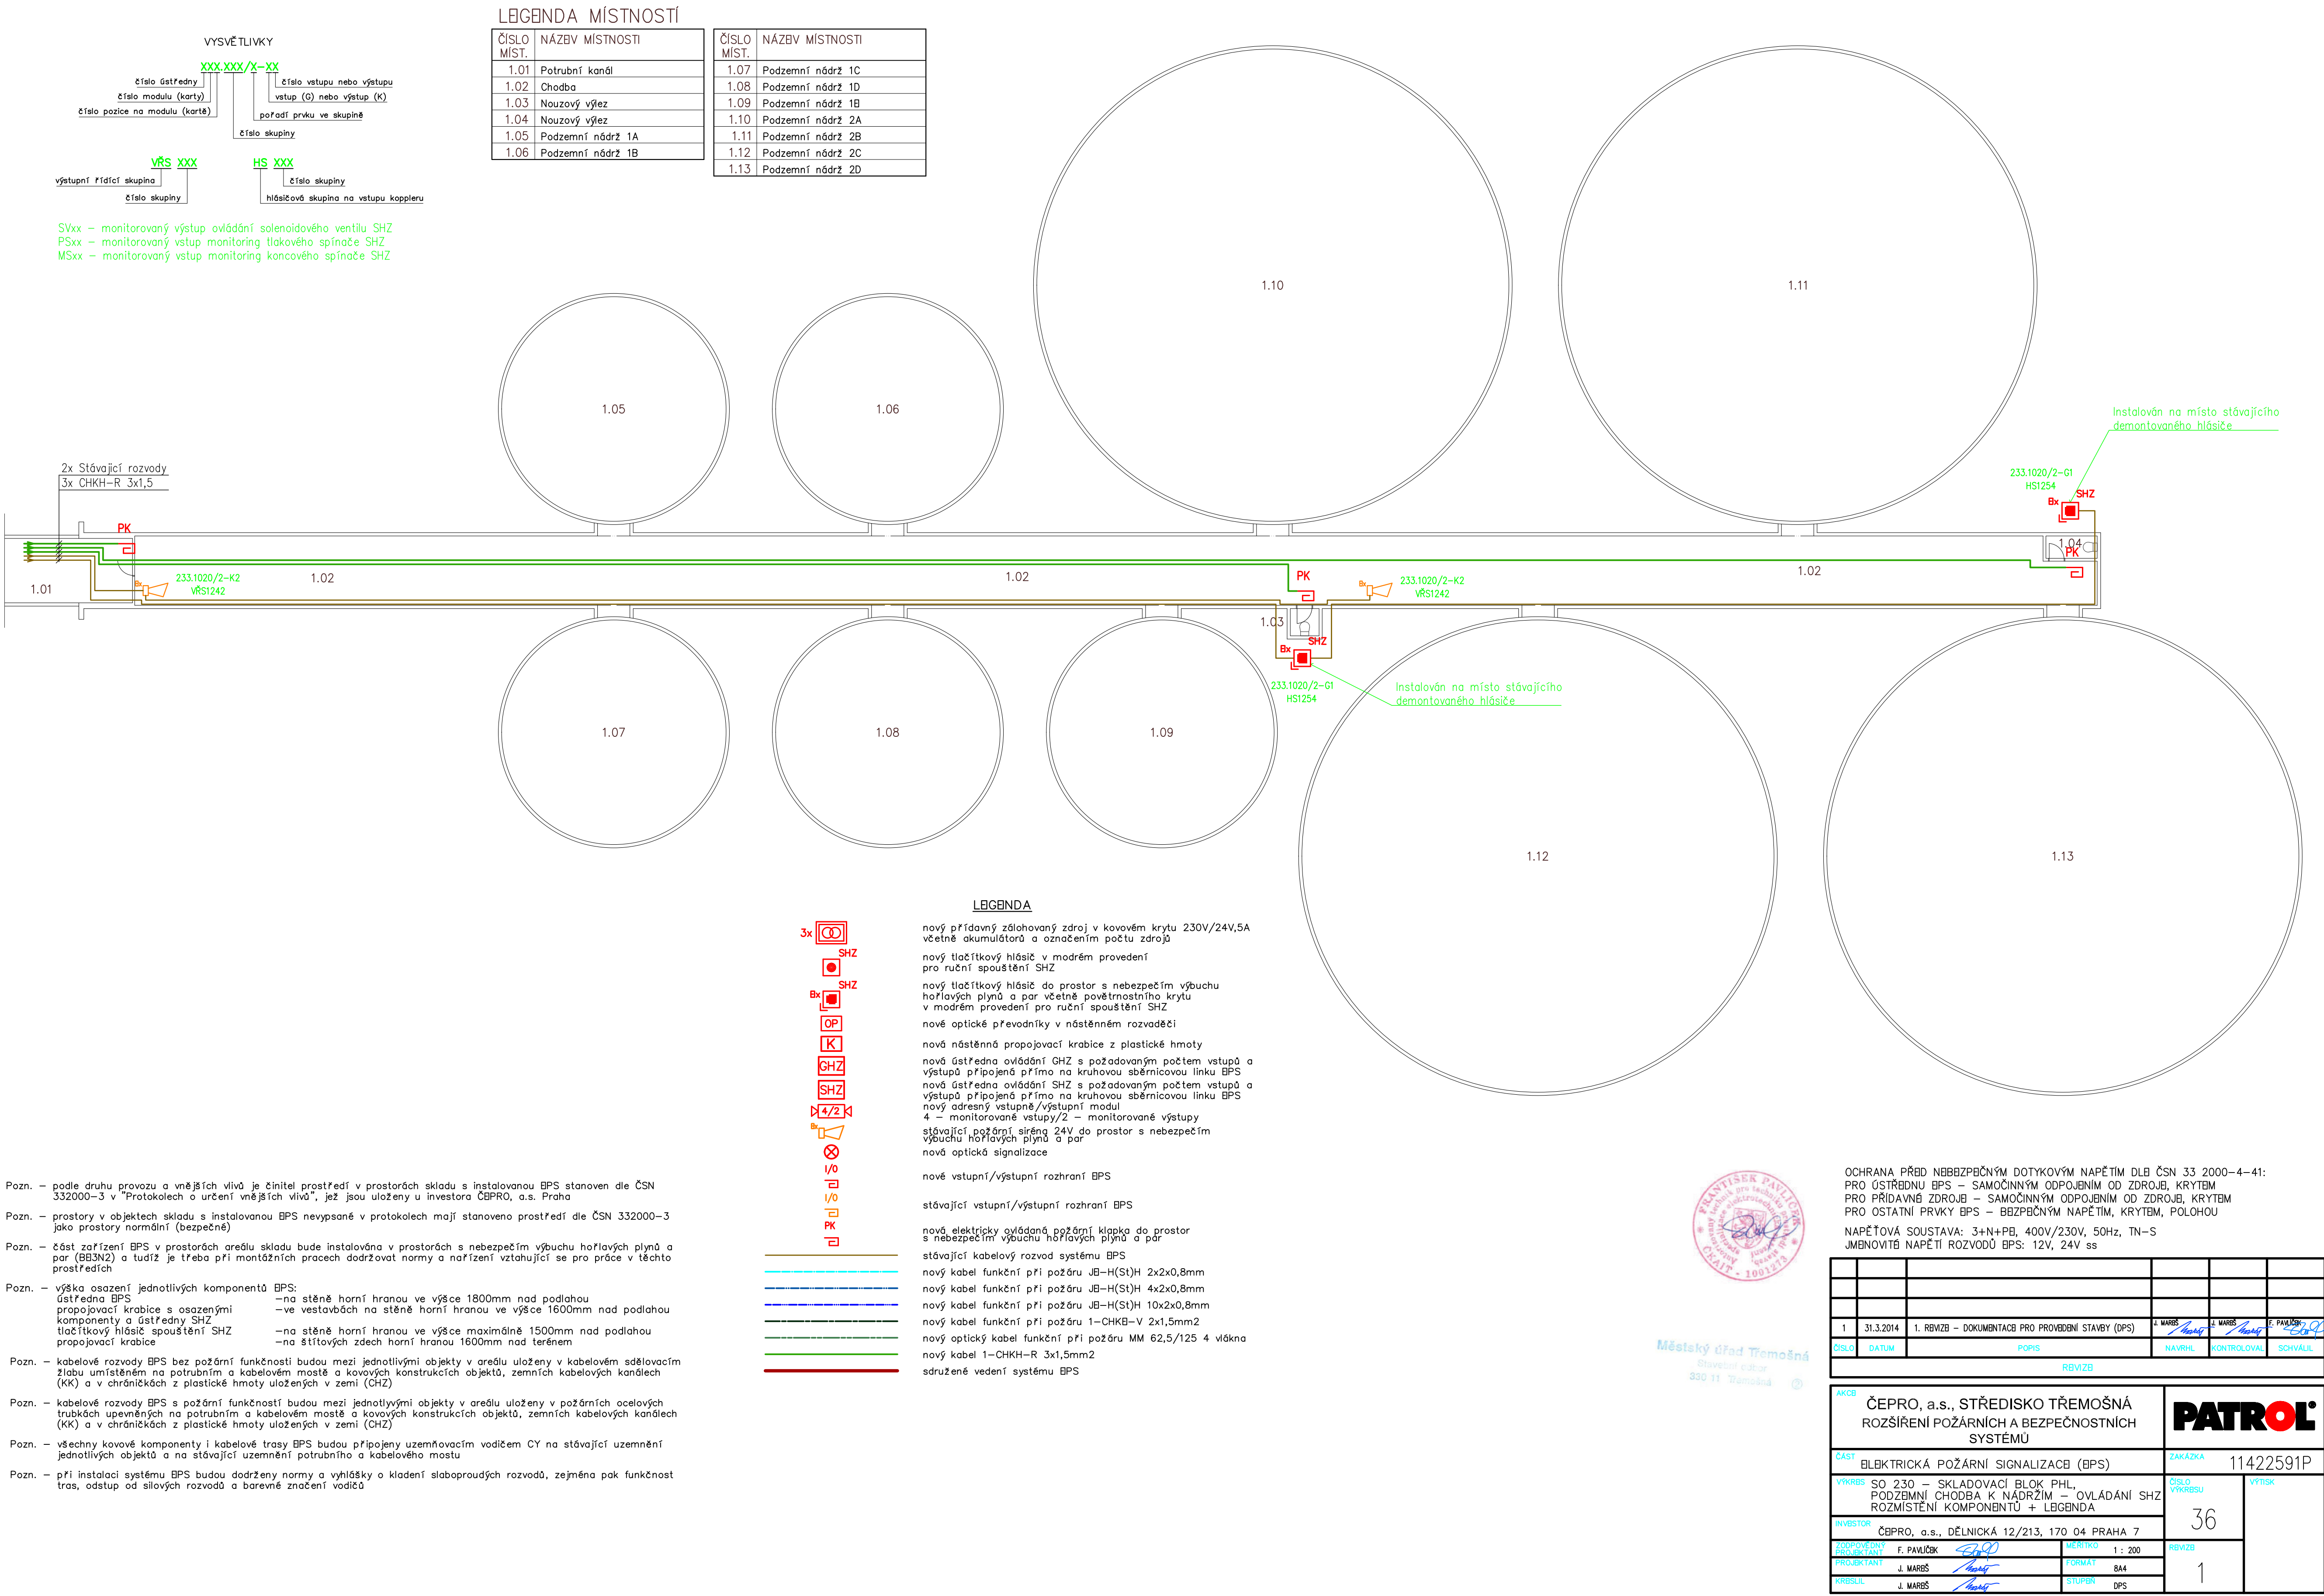 VYSVĚTLIVKY
XXX.XXX/X-XX
číslo ústředny
číslo vstupu nebo výstupu
číslo modulu (karty)
vstup (G) nebo výstup (K)
číslo pozice na modulu (kartě)
pořadí prvku ve skupině
číslo skupiny
VŘS XXX
HS XXX
výstupní řídící skupina
číslo skupiny
číslo skupiny
hlásičová skupina na vstupu koppleru
SVxx – monitorovaný výstup ovládání solenoidového ventilu SHZ
PSxx – monitorovaný vstup monitoring tlakového spínače SHZ
MSxx – monitorovaný vstup monitoring koncového spínače SHZ
LEGENDA MÍSTNOSTÍ
ČÍSLO MÍST. NÁZEV MÍSTNOSTI
1.01 Potrubní kanál
1.02 Chodba
1.03 Nouzový výlez
1.04 Nouzový výlez
1.05 Podzemní nádrž 1A
1.06 Podzemní nádrž 1B
ČÍSLO MÍST. NÁZEV MÍSTNOSTI
1.07 Podzemní nádrž 1C
1.08 Podzemní nádrž 1D
1.09 Podzemní nádrž 1E
1.10 Podzemní nádrž 2A
1.11 Podzemní nádrž 2B
1.12 Podzemní nádrž 2C
1.13 Podzemní nádrž 2D
1.10
1.11
1.05
1.06
Instalován na místo stávajícího
demontovaného hlásiče
2x Stávající rozvody
3x CHKH-R 3x1,5
233.1020/2-G1
HS1254
Ex
SHZ
PK
1.04
PK
1.01
Ex
233.1020/2-K2
VŘS1242
1.02
1.02
PK
Ex
233.1020/2-K2
VŘS1242
1.02
1.03
SHZ
Ex
233.1020/2-G1
HS1254
Instalován na místo stávajícího
demontovaného hlásiče
1.07
1.08
1.09
1.12
1.13
LEGENDA
3x
nový přídavný zálohovaný zdroj v kovovém krytu 230V/24V,5A
včetně akumulátorů a označením počtu zdrojů
SHZ
nový tlačítkový hlásič v modrém provedení
pro ruční spouštění SHZ
SHZ
Ex
nový tlačítkový hlásič do prostor s nebezpečím výbuchu
hořlavých plynů a par včetně povětrnostního krytu
v modrém provedení pro ruční spouštění SHZ
OP
nové optické převodníky v nástěnném rozvaděči
K
nová nástěnná propojovací krabice z plastické hmoty
GHZ
nová ústředna ovládání GHZ s požadovaným počtem vstupů a
výstupů připojená přímo na kruhovou sběrnicovou linku EPS
SHZ
nová ústředna ovládání SHZ s požadovaným počtem vstupů a
výstupů připojená přímo na kruhovou sběrnicovou linku EPS
4/2
nový adresný vstupně/výstupní modul
4 – monitorované vstupy/2 – monitorované výstupy
Ex
stávající požární siréna 24V do prostor s nebezpečím
výbuchu hořlavých plynů a par
nová optická signalizace
I/O
nové vstupní/výstupní rozhraní EPS
I/O
stávající vstupní/výstupní rozhraní EPS
PK
nová elektricky ovládaná požární klapka do prostor
s nebezpečím výbuchu hořlavých plynů a par
stávající kabelový rozvod systému EPS
nový kabel funkční při požáru JE-H(St)H 2x2x0,8mm
nový kabel funkční při požáru JE-H(St)H 4x2x0,8mm
nový kabel funkční při požáru JE-H(St)H 10x2x0,8mm
nový kabel funkční při požáru 1-CHKE-V 2x1,5mm2
nový optický kabel funkční při požáru MM 62,5/125 4 vlákna
nový kabel 1-CHKH-R 3x1,5mm2
sdružené vedení systému EPS
Pozn. – podle druhu provozu a vnějších vlivů je činitel prostředí v prostorách skladu s instalovanou EPS stanoven dle ČSN
332000-3 v "Protokolech o určení vnějších vlivů", jež jsou uloženy u investora ČEPRO, a.s. Praha
Pozn. – prostory v objektech skladu s instalovanou EPS nevypsané v protokolech mají stanoveno prostředí dle ČSN 332000-3
jako prostory normální (bezpečné)
Pozn. – část zařízení EPS v prostorách areálu skladu bude instalována v prostorách s nebezpečím výbuchu hořlavých plynů a
par (BE3N2) a tudíž je třeba při montážních pracech dodržovat normy a nařízení vztahující se pro práce v těchto
prostředích
Pozn. – výška osazení jednotlivých komponentů EPS:
ústředna EPS –na stěně horní hranou ve výšce 1800mm nad podlahou
propojovací krabice s osazenými –ve vestavbách na stěně horní hranou ve výšce 1600mm nad podlahou
komponenty a ústředny SHZ
tlačítkový hlásič spouštění SHZ –na stěně horní hranou ve výšce maximálně 1500mm nad podlahou
propojovací krabice –na štítových zdech horní hranou 1600mm nad terénem
Pozn. – kabelové rozvody EPS bez požární funkčnosti budou mezi jednotlivými objekty v areálu uloženy v kabelovém sdělovacím
žlabu umístěném na potrubním a kabelovém mostě a kovových konstrukcích objektů, zemních kabelových kanálech
(KK) a v chráničkách z plastické hmoty uložených v zemi (CHZ)
Pozn. – kabelové rozvody EPS s požární funkčností budou mezi jednotlyvými objekty v areálu uloženy v požárních ocelových
trubkách upevněných na potrubním a kabelovém mostě a kovových konstrukcích objektů, zemních kabelových kanálech
(KK) a v chráničkách z plastické hmoty uložených v zemi (CHZ)
Pozn. – všechny kovové komponenty i kabelové trasy EPS budou připojeny uzemňovacím vodičem CY na stávající uzemnění
jednotlivých objektů a na stávající uzemnění potrubního a kabelového mostu
Pozn. – při instalaci systému EPS budou dodrženy normy a vyhlášky o kladení slaboproudých rozvodů, zejména pak funkčnost
tras, odstup od silových rozvodů a barevné značení vodičů
FRANTIŠEK PAVLÍČEK
ČKAIT - 1001273
Městský úřad Třemošná
Stavební odbor
330 11 Třemošná
OCHRANA PŘED NEBEZPEČNÝM DOTYKOVÝM NAPĚTÍM DLE ČSN 33 2000-4-41:
PRO ÚSTŘEDNU EPS – SAMOČINNÝM ODPOJENÍM OD ZDROJE, KRYTEM
PRO PŘÍDAVNÉ ZDROJE – SAMOČINNÝM ODPOJENÍM OD ZDROJE, KRYTEM
PRO OSTATNÍ PRVKY EPS – BEZPEČNÝM NAPĚTÍM, KRYTEM, POLOHOU
NAPĚŤOVÁ SOUSTAVA: 3+N+PE, 400V/230V, 50Hz, TN-S
JMENOVITÉ NAPĚTÍ ROZVODŮ EPS: 12V, 24V ss
1 31.3.2014 1. REVIZE – DOKUMENTACE PRO PROVEDENÍ STAVBY (DPS) J. MAREŠ J. MAREŠ F. PAVLÍČEK
ČÍSLO DATUM POPIS NAVRHL KONTROLOVAL SCHVÁLIL
REVIZE
AKCE
ČEPRO, a.s., STŘEDISKO TŘEMOŠNÁ
ROZŠÍŘENÍ POŽÁRNÍCH A BEZPEČNOSTNÍCH
SYSTÉMŮ
PATROL
ČÁST
ELEKTRICKÁ POŽÁRNÍ SIGNALIZACE (EPS)
ZAKÁZKA 11422591P
VÝKRES SO 230 – SKLADOVACÍ BLOK PHL,
PODZEMNÍ CHODBA K NÁDRŽÍM – OVLÁDÁNÍ SHZ
ROZMÍSTĚNÍ KOMPONENTŮ + LEGENDA
ČÍSLO VÝKRESU
36
VÝTISK
INVESTOR
ČEPRO, a.s., DĚLNICKÁ 12/213, 170 04 PRAHA 7
ZODPOVĚDNÝ PROJEKTANT F. PAVLÍČEK
MĚŘÍTKO 1 : 200
REVIZE
1
PROJEKTANT J. MAREŠ
FORMÁT 8A4
KRESLIL J. MAREŠ
STUPEŇ DPS